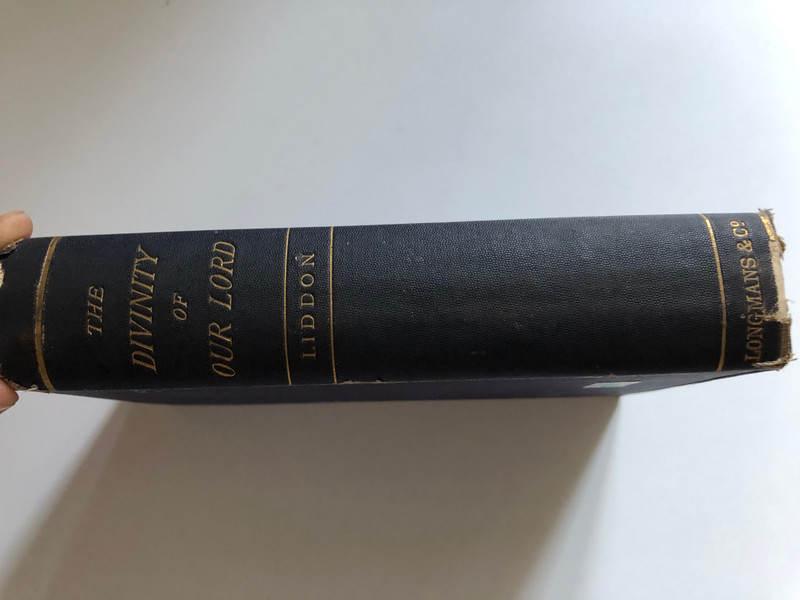 THE
DIVINITY
OF
OUR LORD
LIDDON
LONGMANS & Co